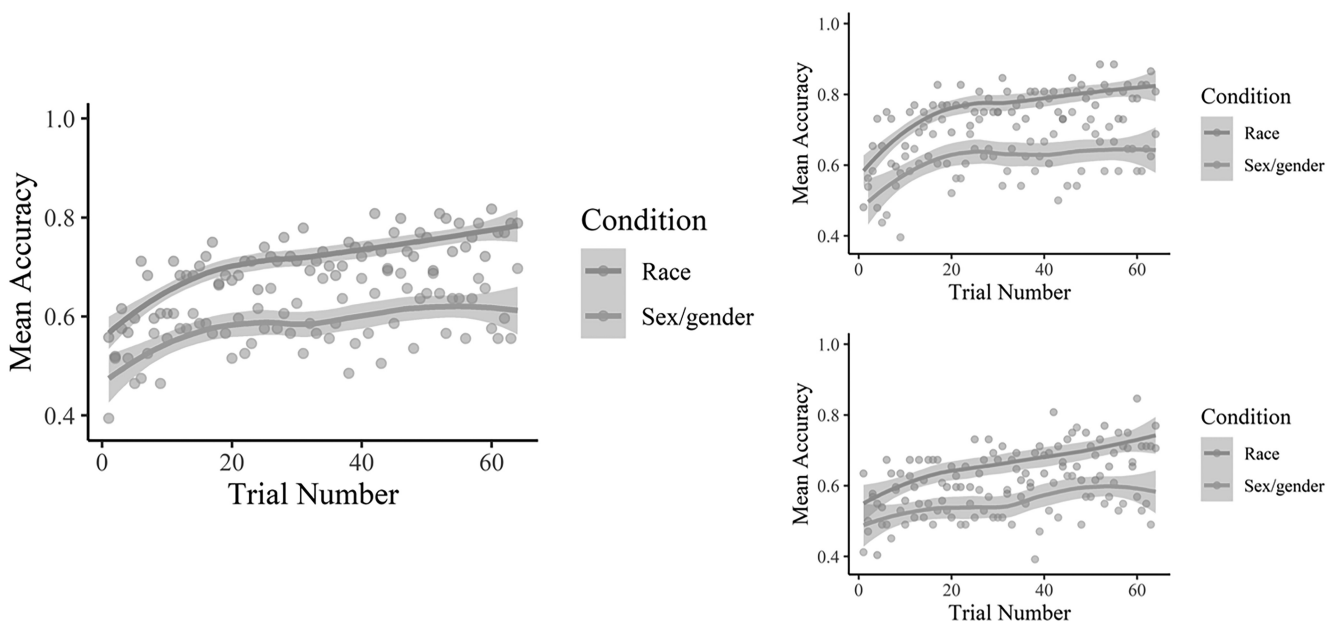 1.0
0.8
0.6
0.4
Mean Accuracy
0 20 40 60
Trial Number
Condition
Race
Sex/gender
1.0
0.8
0.6
0.4
Mean Accuracy
0 20 40 60
Trial Number
Condition
Race
Sex/gender
1.0
0.8
0.6
0.4
Mean Accuracy
0 20 40 60
Trial Number
Condition
Race
Sex/gender